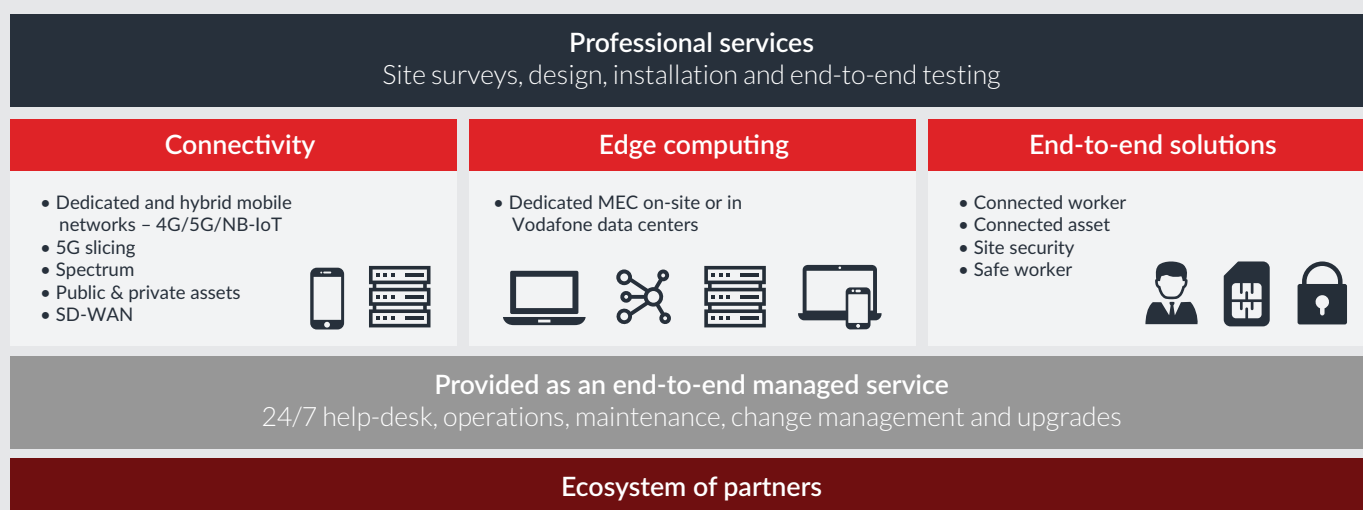 Professional services
Site surveys, design, installation and end-to-end testing
Connectivity
• Dedicated and hybrid mobile
networks – 4G/5G/NB-IoT
• 5G slicing
• Spectrum
• Public & private assets
• SD-WAN
Edge computing
• Dedicated MEC on-site or in
Vodafone data centers
End-to-end solutions
• Connected worker
• Connected asset
• Site security
• Safe worker
Provided as an end-to-end managed service
24/7 help-desk, operations, maintenance, change management and upgrades
Ecosystem of partners